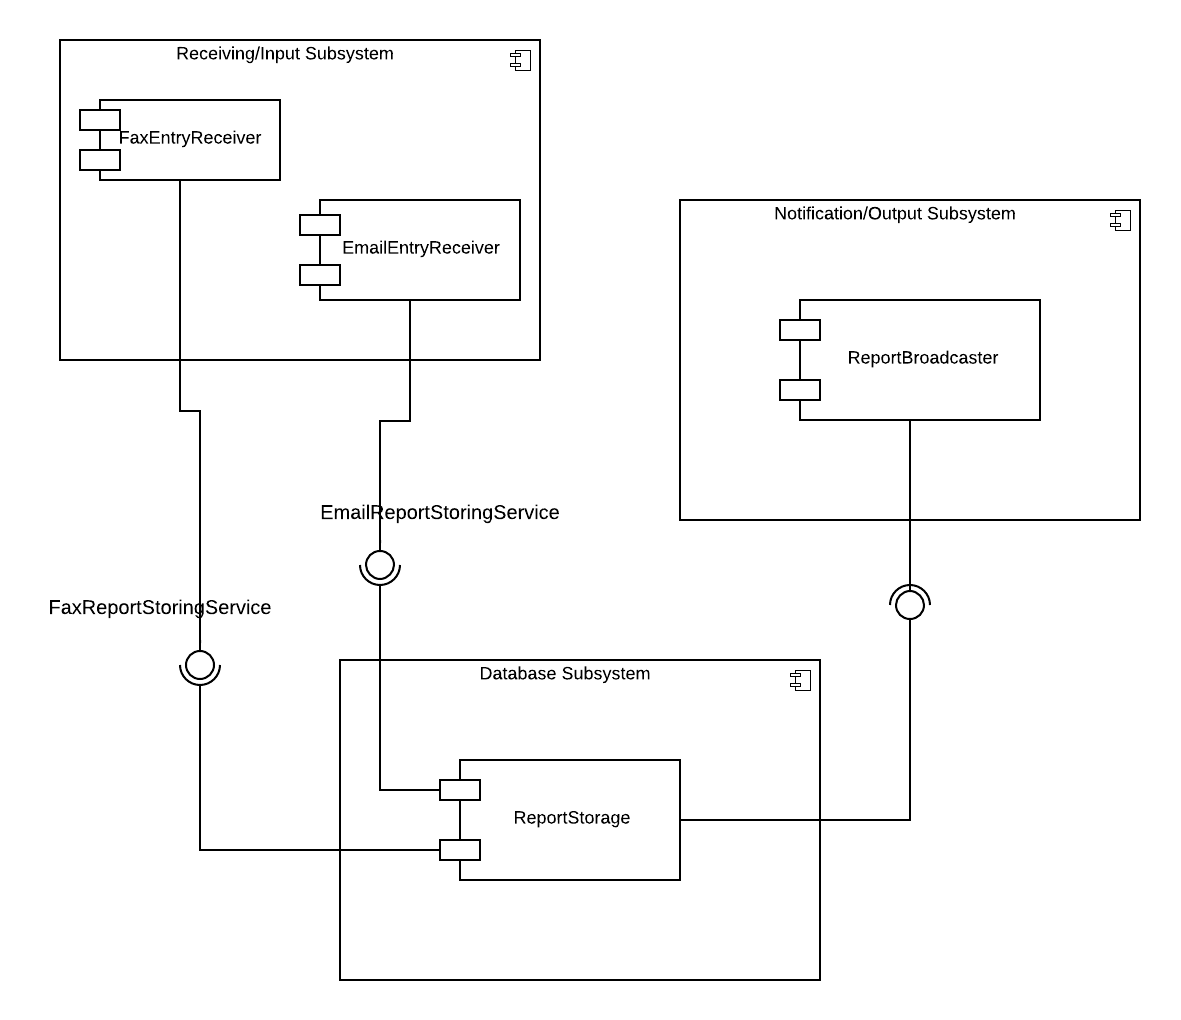 Receiving/Input Subsystem
FaxEntryReceiver
EmailEntryReceiver
Notification/Output Subsystem
ReportBroadcaster
EmailReportStoringService
FaxReportStoringService
Database Subsystem
ReportStorage